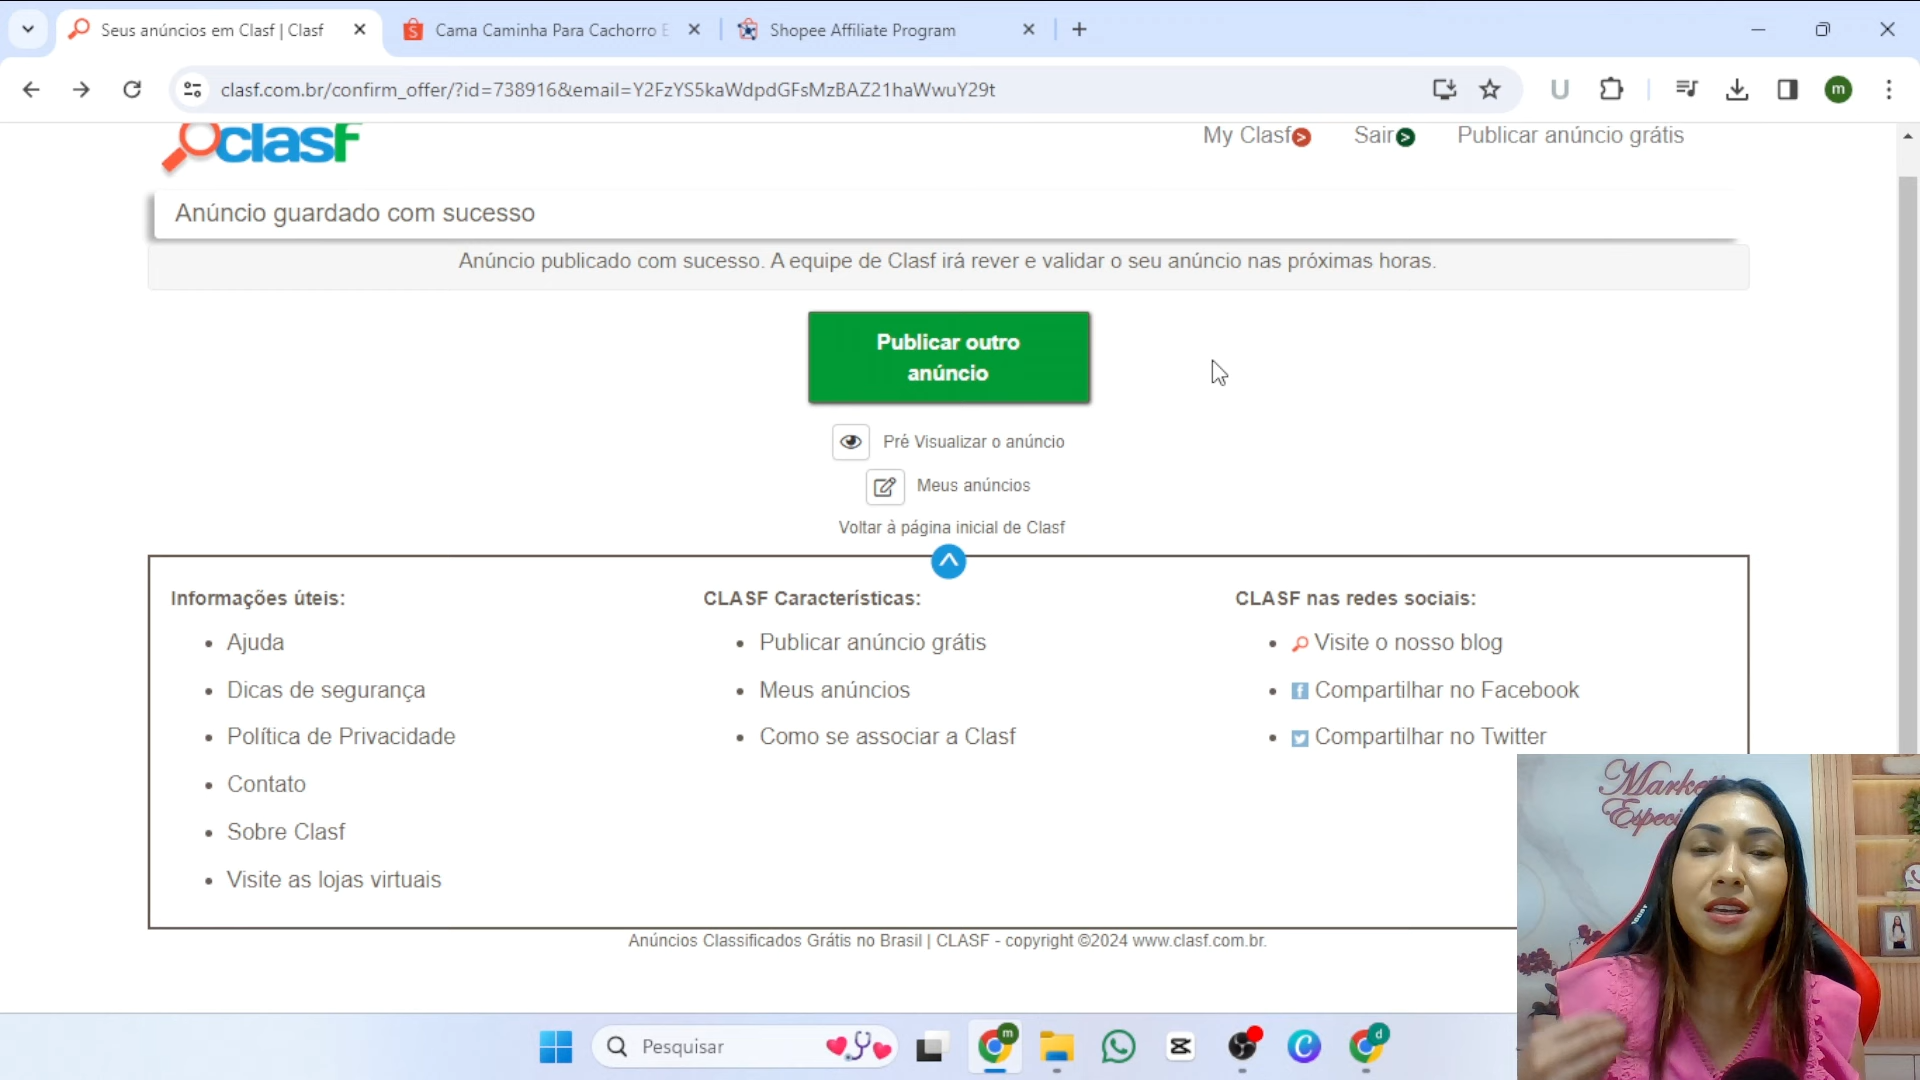 Seus anúncios em Clasf | Clasf
Cama Caminha Para Cachorro E
Shopee Affiliate Program
clasf.com.br/confirm_offer/?id=738916&email=Y2FzYS5kaWdpdGFsMzBAZ21haWwuY29t
U
m
clasF
My Clasf
Sair
Publicar anúncio grátis
Anúncio guardado com sucesso
Anúncio publicado com sucesso. A equipe de Clasf irá rever e validar o seu anúncio nas próximas horas.
Publicar outro
anúncio
Pré Visualizar o anúncio
Meus anúncios
Voltar à página inicial de Clasf
Informações úteis:
Ajuda
Dicas de segurança
Política de Privacidade
Contato
Sobre Clasf
Visite as lojas virtuais
CLASF Características:
Publicar anúncio grátis
Meus anúncios
Como se associar a Clasf
CLASF nas redes sociais:
Visite o nosso blog
Compartilhar no Facebook
Compartilhar no Twitter
Anúncios Classificados Grátis no Brasil | CLASF - copyright ©2024 www.clasf.com.br.
Pesquisar
m
d